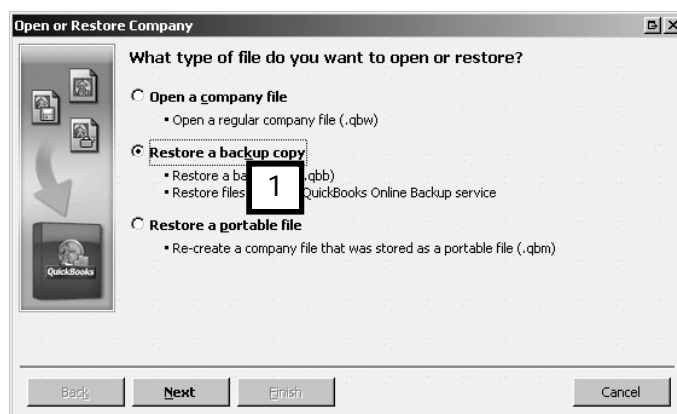 Open or Restore Company
What type of file do you want to open or restore?
Open a company file
• Open a regular company file (.qbw)
Restore a backup copy
• Restore a ba .qbb)
• Restore files QuickBooks Online Backup service
1
Restore a portable file
• Re-create a company file that was stored as a portable file (.qbm)
QuickBooks
Back Next Finish Cancel